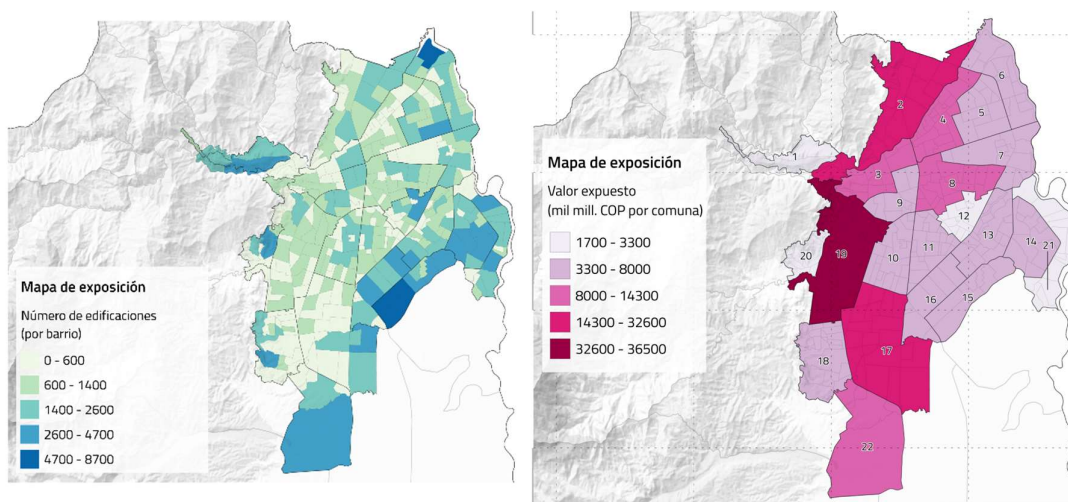 Mapa de exposición
Número de edificaciones
(por barrio)
0 - 600
600 - 1400
1400 - 2600
2600 - 4700
4700 - 8700
Mapa de exposición
Valor expuesto
(mil mill. COP por comuna)
1700 - 3300
3300 - 8000
8000 - 14300
14300 - 32600
32600 - 36500
6
2
4
5
1
7
3
8
9
12
13
14
21
20
19
10
11
16
15
17
18
22